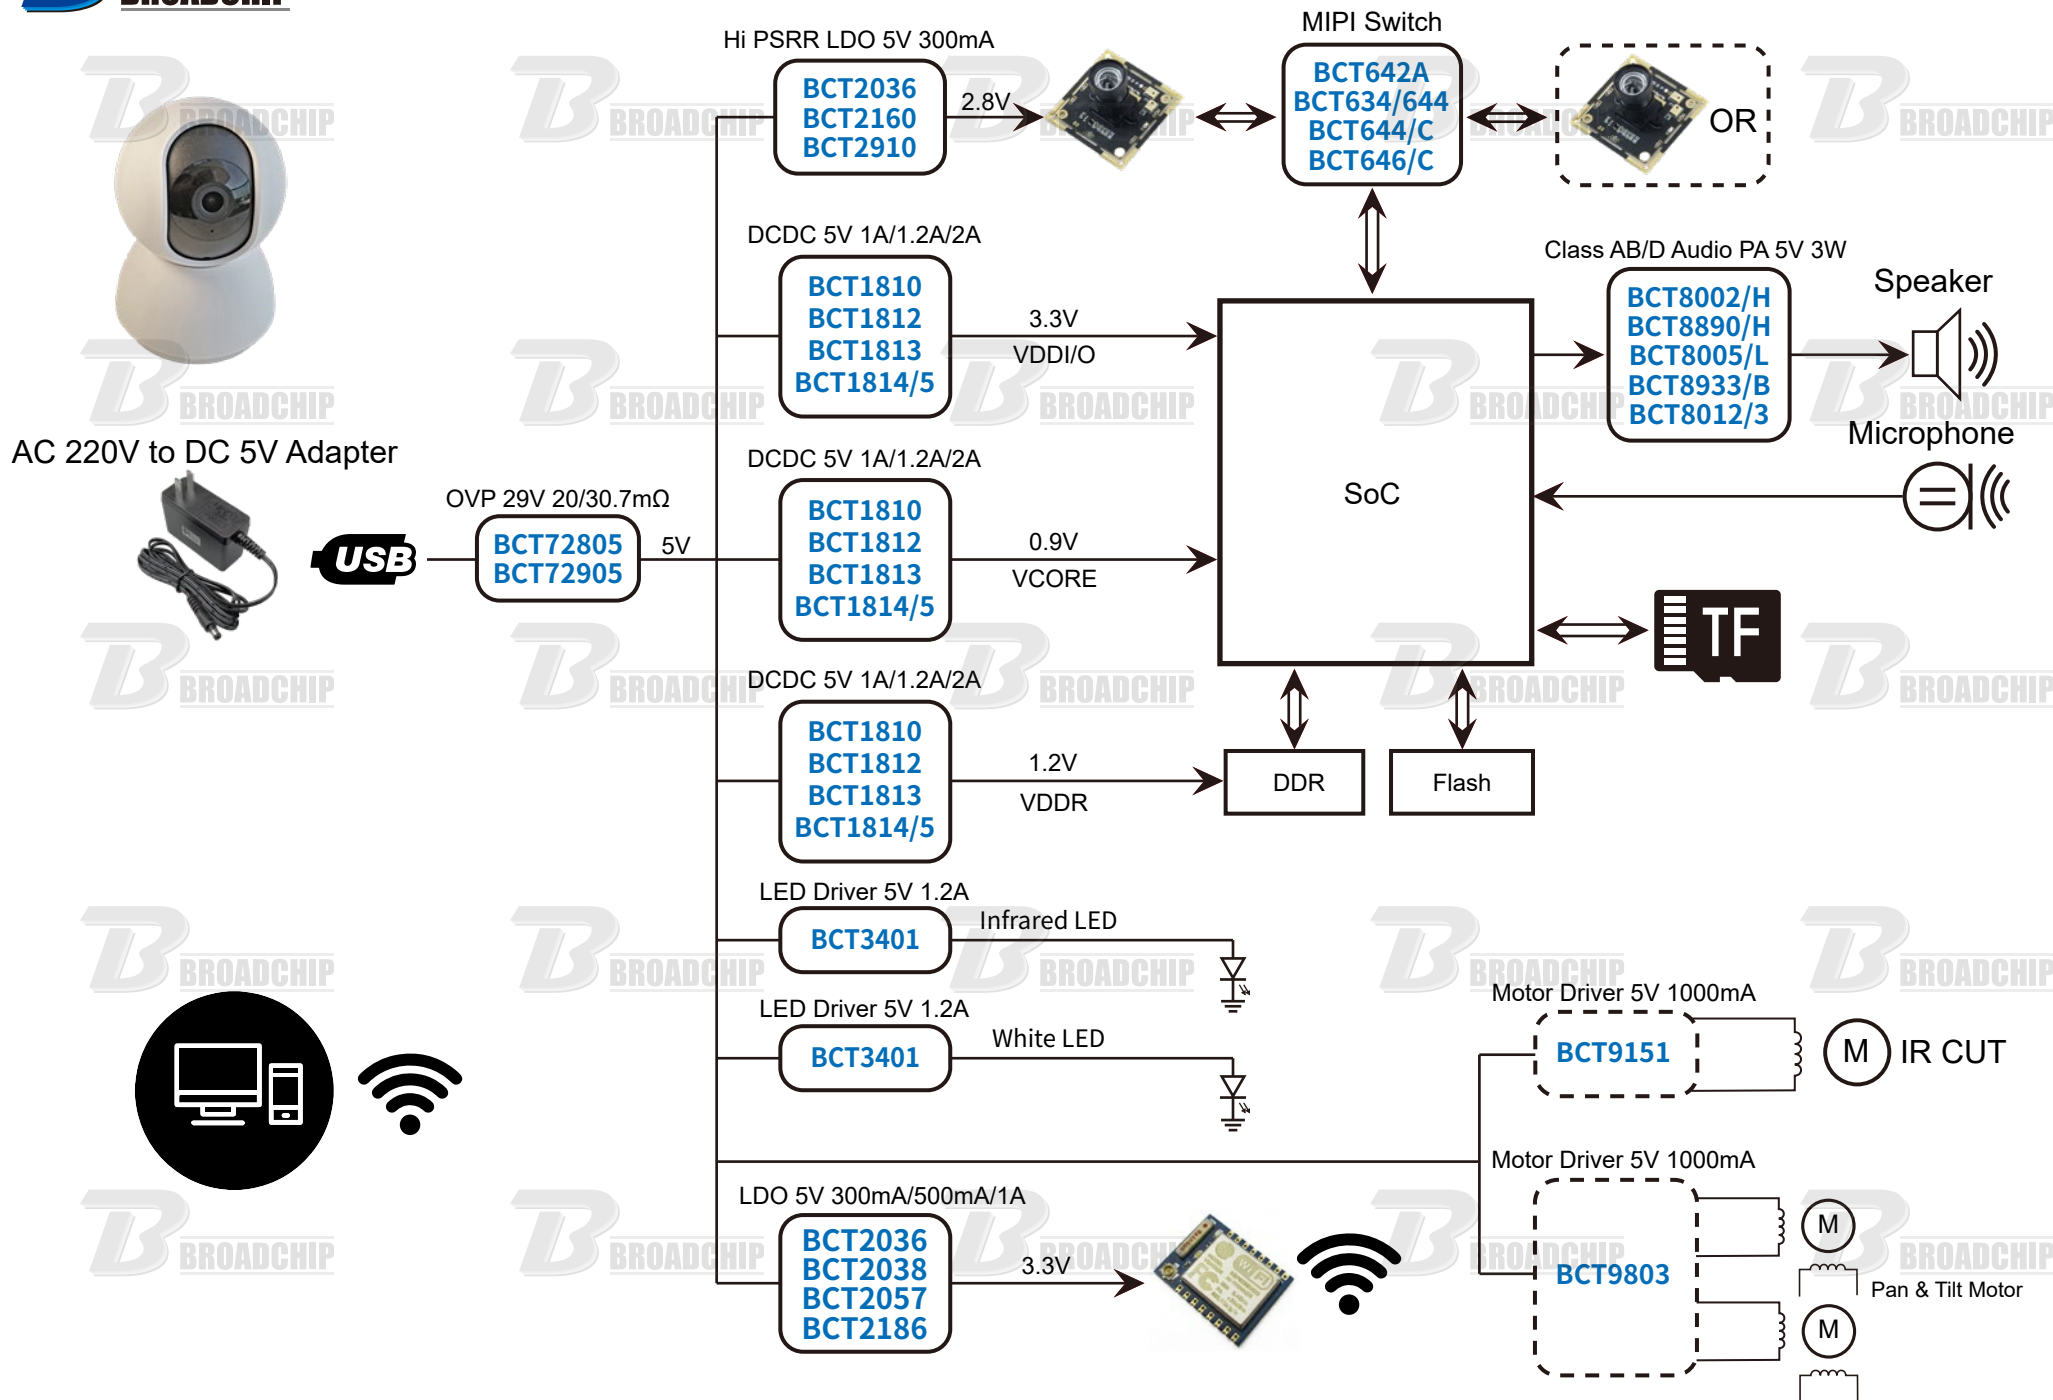 BROADCHIP
MIPI Switch
Hi PSRR LDO 5V 300mA
BCT2036
BCT2160
BCT2910
2.8V
BCT642A
BCT634/644
BCT644/C
BCT646/C
OR
DCDC 5V 1A/1.2A/2A
BCT1810
BCT1812
BCT1813
BCT1814/5
3.3V
VDDI/O
Class AB/D Audio PA 5V 3W
BCT8002/H
BCT8890/H
BCT8005/L
BCT8933/B
BCT8012/3
Speaker
Microphone
AC 220V to DC 5V Adapter
USB
OVP 29V 20/30.7mΩ
BCT72805
BCT72905
5V
DCDC 5V 1A/1.2A/2A
BCT1810
BCT1812
BCT1813
BCT1814/5
0.9V
VCORE
SoC
TF
DCDC 5V 1A/1.2A/2A
BCT1810
BCT1812
BCT1813
BCT1814/5
1.2V
VDDR
DDR
Flash
LED Driver 5V 1.2A
BCT3401
Infrared LED
LED Driver 5V 1.2A
BCT3401
White LED
Motor Driver 5V 1000mA
BCT9151
M
IR CUT
Motor Driver 5V 1000mA
BCT9803
M
Pan & Tilt Motor
M
LDO 5V 300mA/500mA/1A
BCT2036
BCT2038
BCT2057
BCT2186
3.3V
WiFi